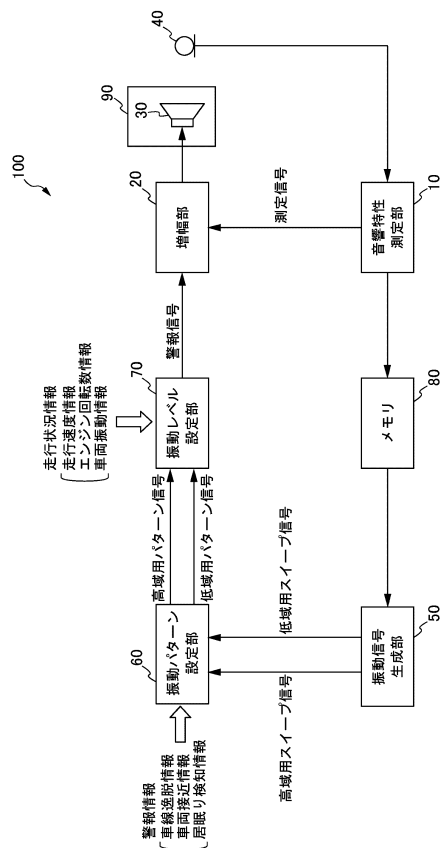 100
40
90
30
20
増幅部
測定信号
10
音響特性
測定部
警報信号
走行状況情報
走行速度情報
エンジン回転数情報
車両振動情報
70
振動レベル
設定部
80
メモリ
高域用パターン信号
低域用パターン信号
60
振動パターン
設定部
警報情報
車線逸脱情報
車両接近情報
居眠り検知情報
高域用スイープ信号
低域用スイープ信号
50
振動信号
生成部